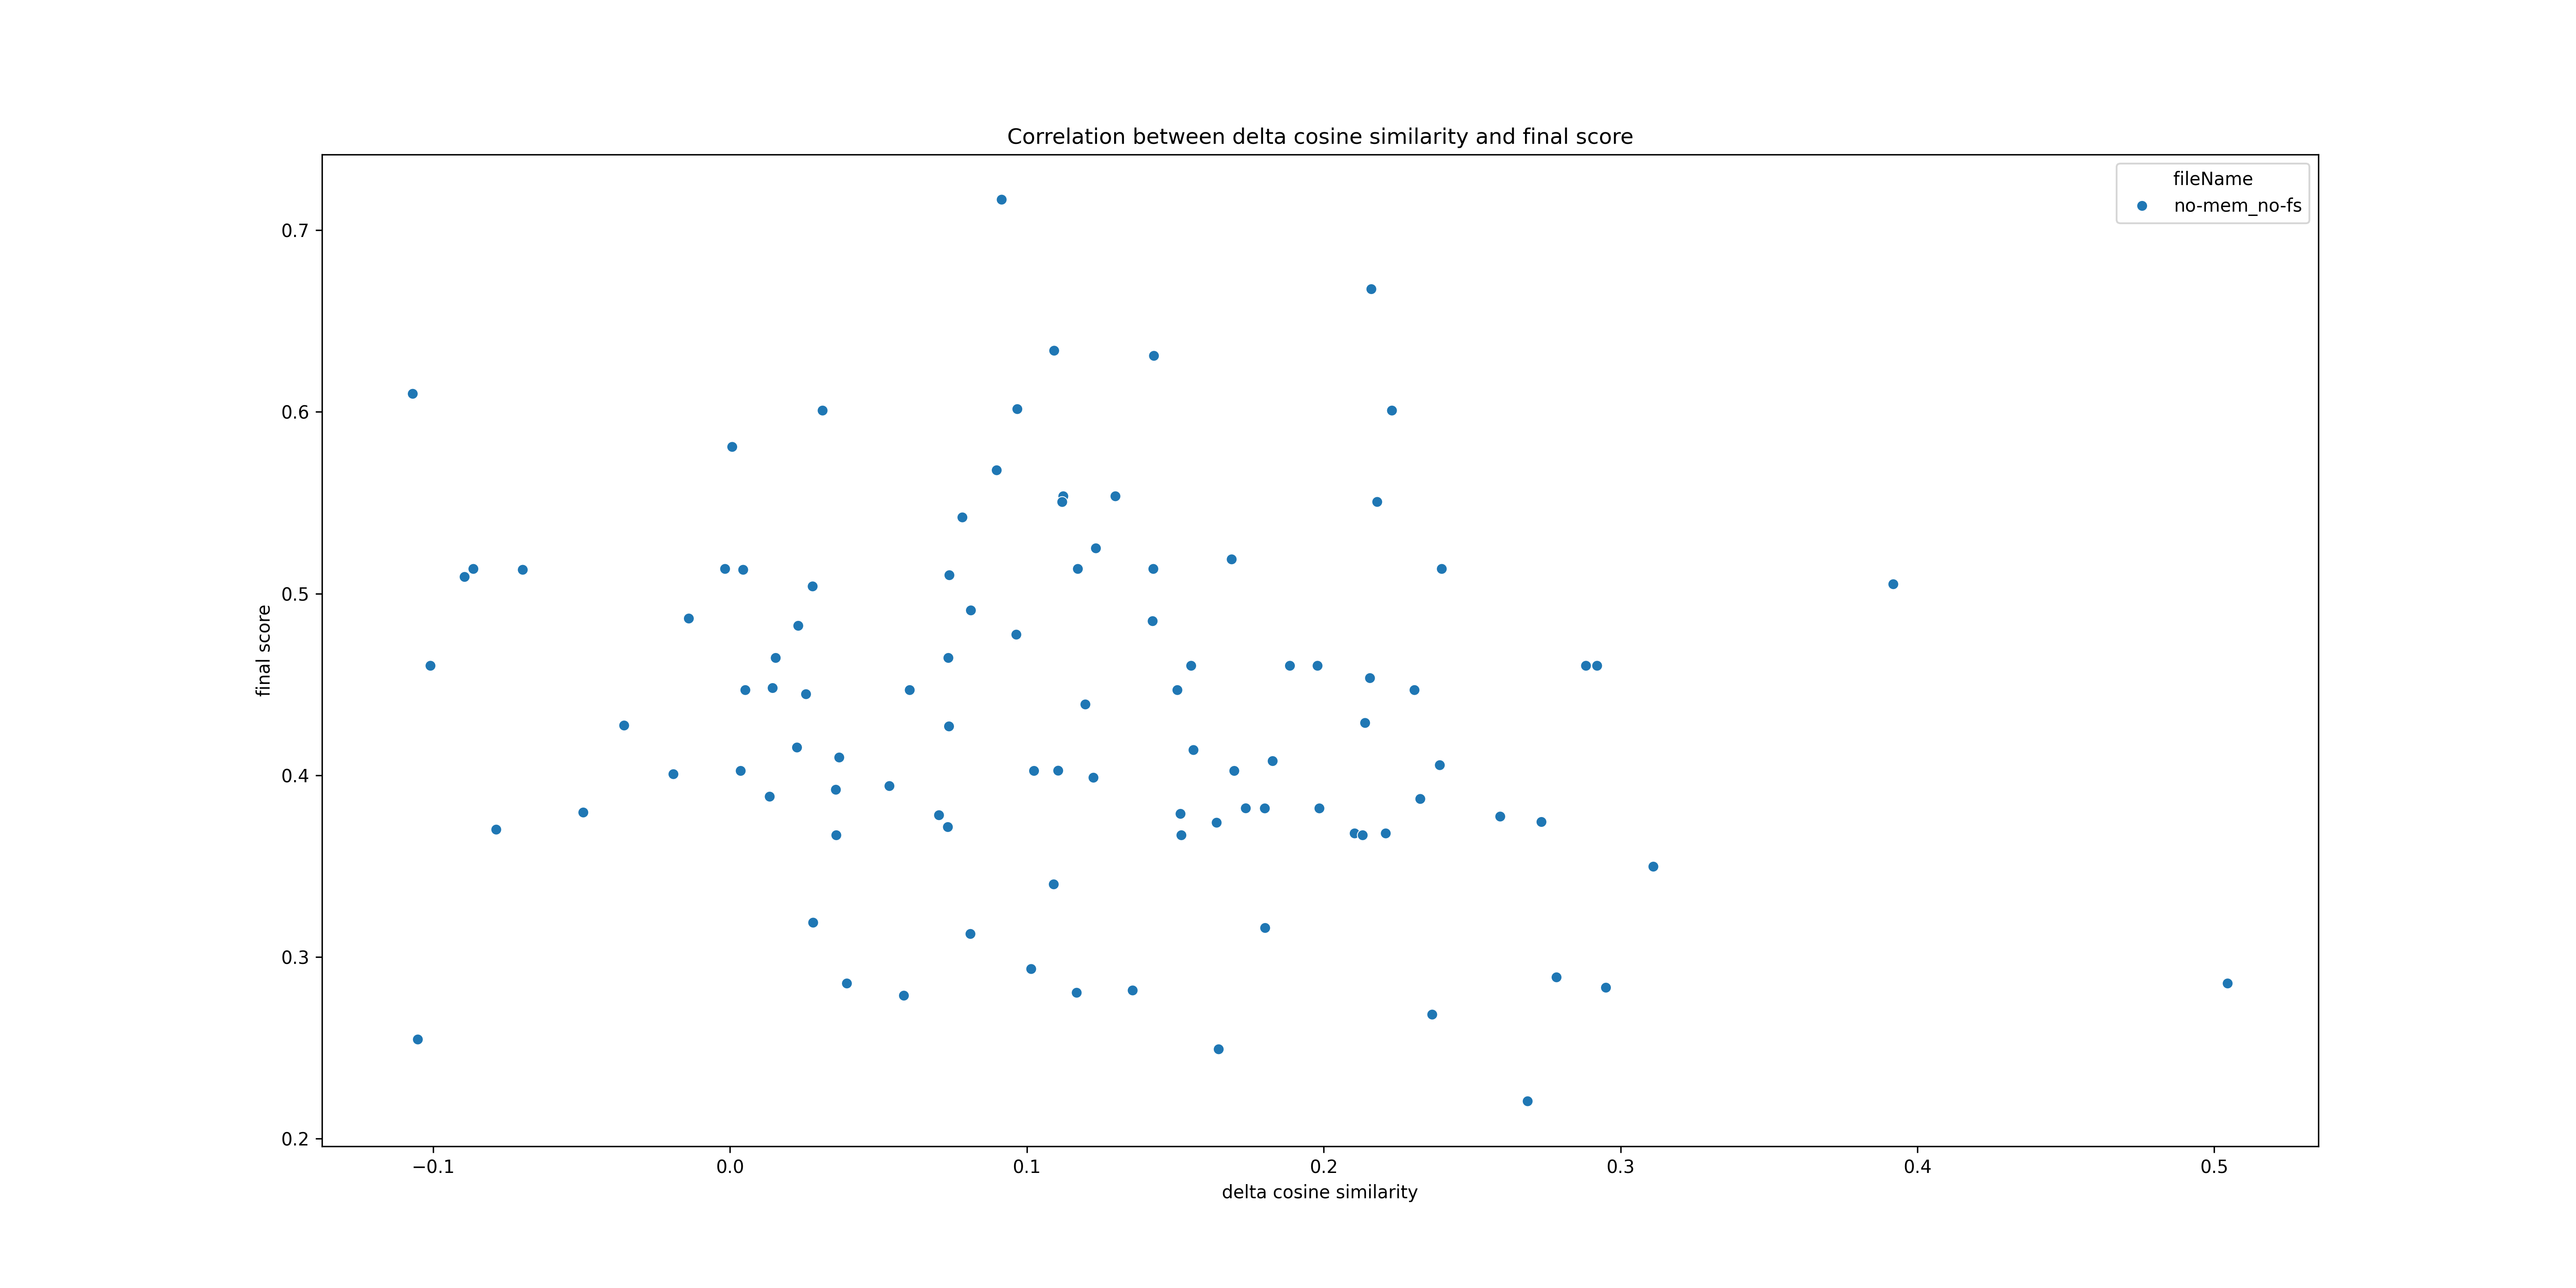 Correlation between delta cosine similarity and final score
fileName
no-mem_no-fs
0.7
0.6
0.5
0.4
0.3
0.2
final score
−0.1 0.0 0.1 0.2 0.3 0.4 0.5
delta cosine similarity